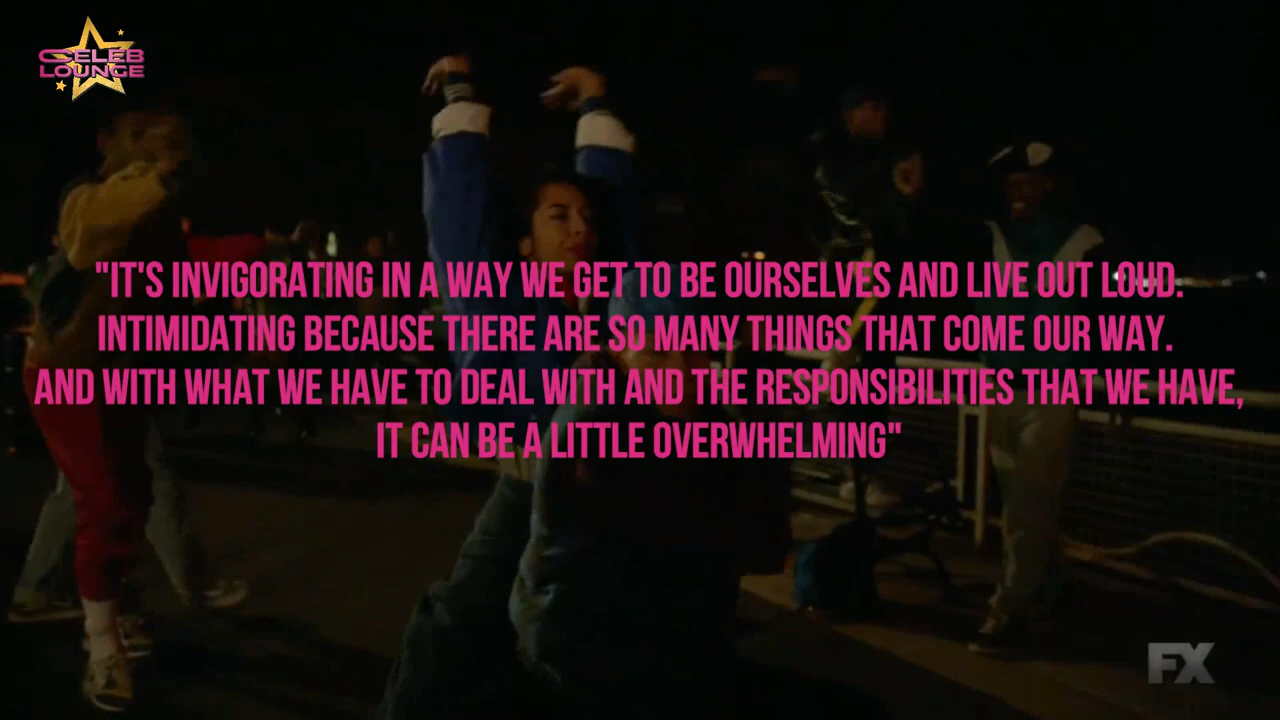 CELEB
LOUNGE
"IT'S INVIGORATING IN A WAY WE GET TO BE OURSELVES AND LIVE OUT LOUD.
INTIMIDATING BECAUSE THERE ARE SO MANY THINGS THAT COME OUR WAY.
AND WITH WHAT WE HAVE TO DEAL WITH AND THE RESPONSIBILITIES THAT WE HAVE,
IT CAN BE A LITTLE OVERWHELMING"
FX